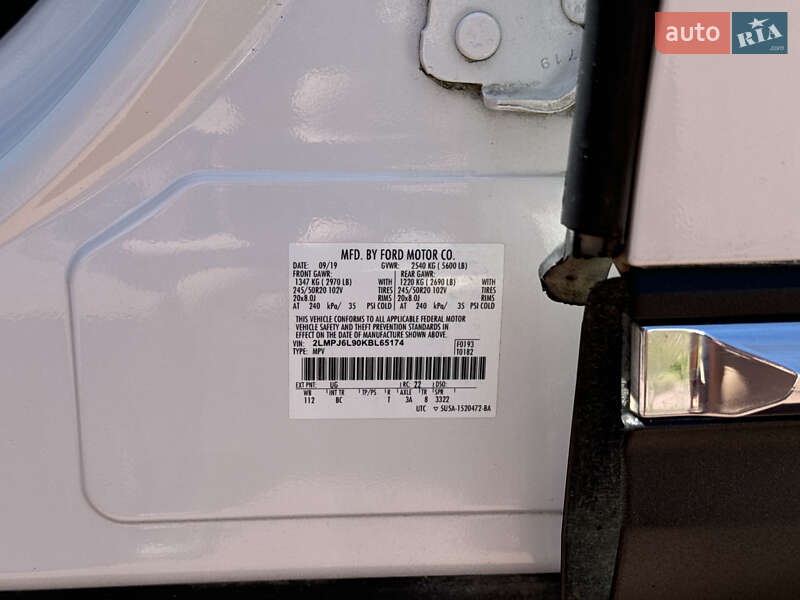 auto RIA .com
719
MFD. BY FORD MOTOR CO.
DATE: 09/19 GVWR: 2540 KG ( 5600 LB)
FRONT GAWR: REAR GAWR:
1347 KG ( 2970 LB) WITH 1220 KG ( 2690 LB) WITH
245/50R20 102V TIRES 245/50R20 102V TIRES
20x8.0J RIMS 20x8.0J RIMS
AT 240 kPa/ 35 PSI COLD AT 240 kPa/ 35 PSI COLD
THIS VEHICLE CONFORMS TO ALL APPLICABLE FEDERAL MOTOR
VEHICLE SAFETY AND THEFT PREVENTION STANDARDS IN
EFFECT ON THE DATE OF MANUFACTURE SHOWN ABOVE.
VIN: 2LMPJ6L90KBL65174 F0193
TYPE: MPV T0182
EXT PNT: UG RC: 22 DSO:
WB INT TR TP/PS R AXLE TR SPR
112 BC T 3A 8 3322
UTC ▽ 5U5A-1520472-BA